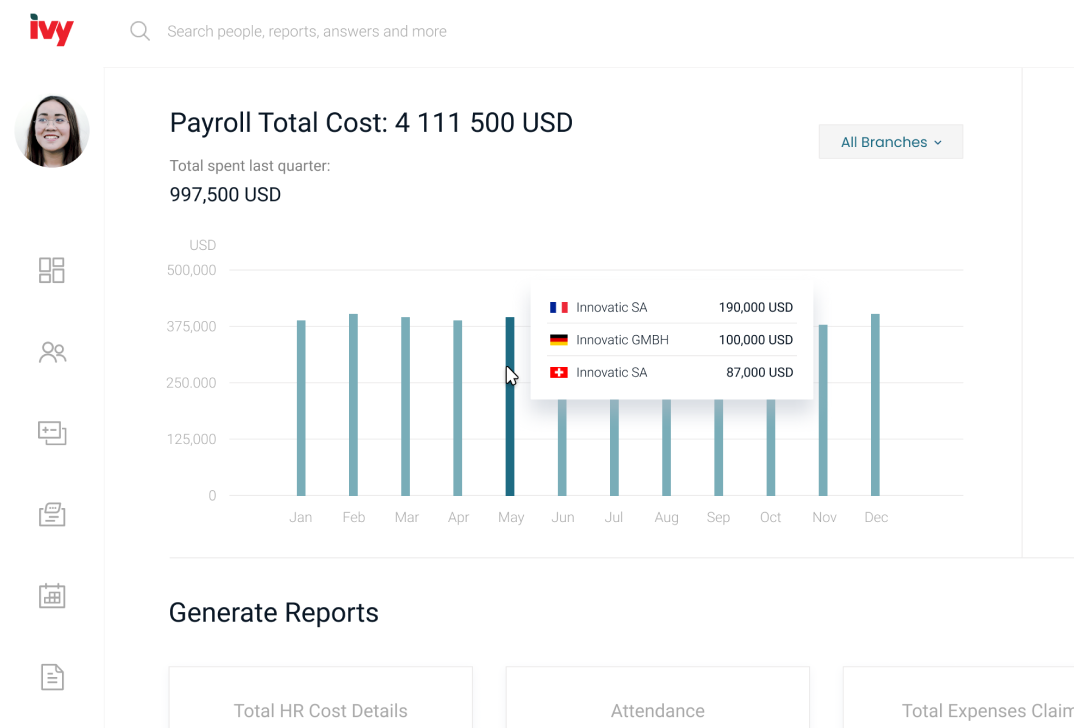 ivy
Search people, reports, answers and more
Payroll Total Cost: 4 111 500 USD
All Branches
Total spent last quarter:
997,500 USD
USD
500,000
375,000
250.000
125,000
0
Innovatic SA 190,000 USD
Innovatic GMBH 100,000 USD
Innovatic SA 87,000 USD
Jan Feb Mar Apr May Jun Jul Aug Sep Oct Nov Dec
Generate Reports
Total HR Cost Details Attendance Total Expenses Claim